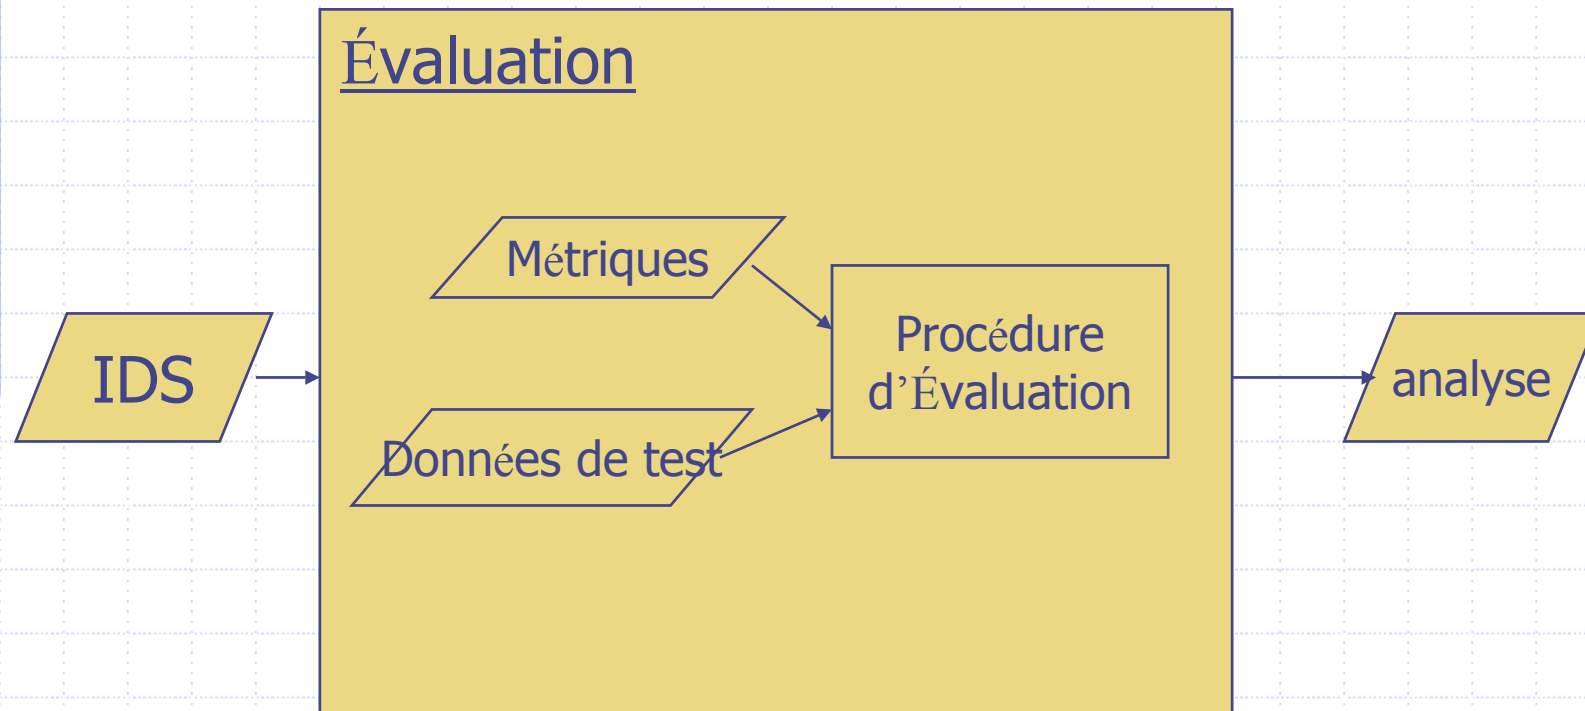 Évaluation
Métriques
Procédure
d’Évaluation
IDS
analyse
Données de test